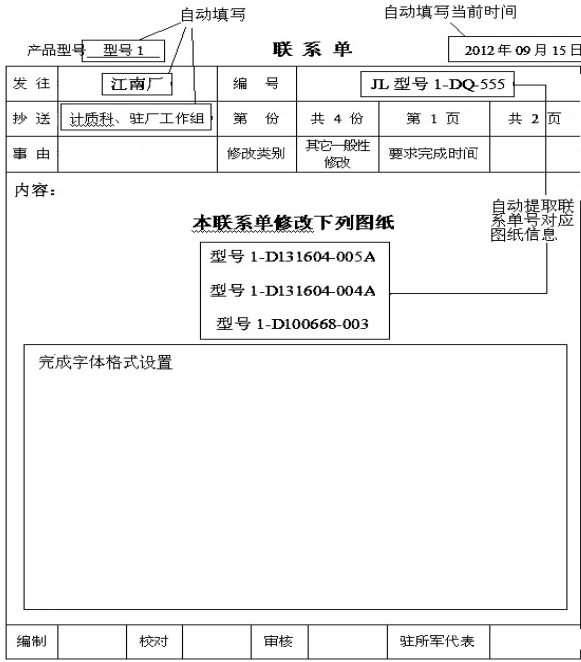 自动填写
自动填写当前时间
产品型号 型号 1
联 系 单
2012 年 09 月 15 日
发 往 江南厂 编 号 JL 型号 1-DQ-555
抄 送 计质科、驻厂工作组 第 份 共 4 份 第 1 页 共 2 页
事 由 修改类别 其它一般性修改 要求完成时间
内容：
自动提取联
系单号对应
图纸信息
本联系单修改下列图纸
型号 1-D131604-005A
型号 1-D131604-004A
型号 1-D100668-003
完成字体格式设置
编制 校对 审核 驻所军代表